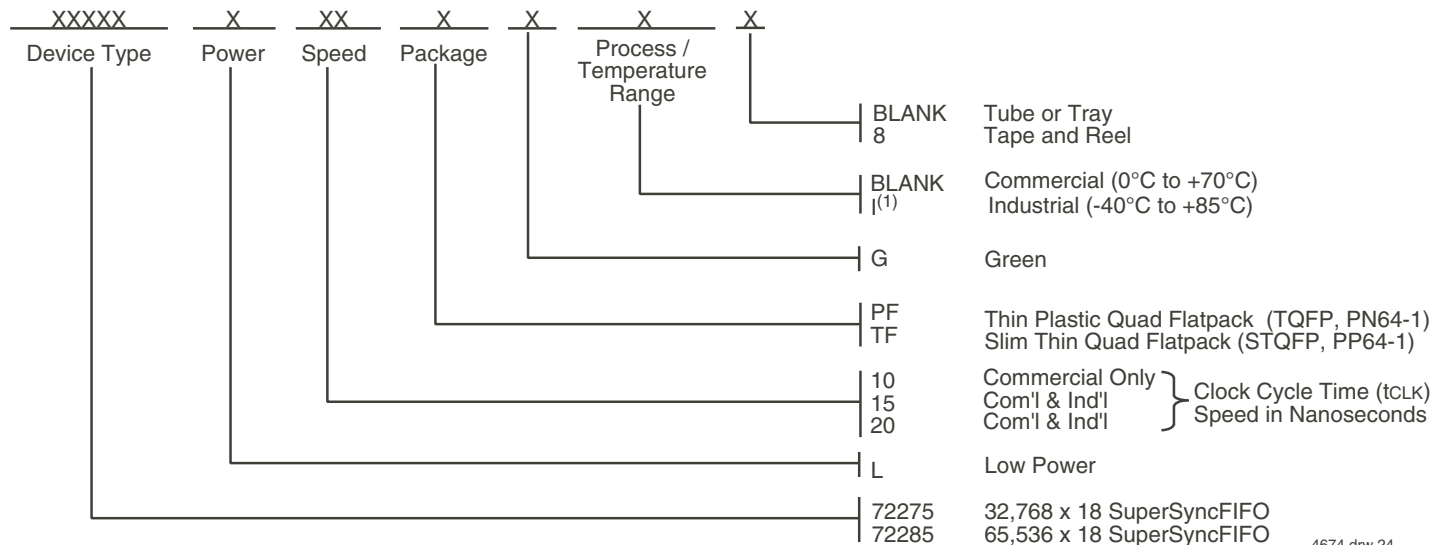 XXXXX X XX X X X X
Device Type Power Speed Package Process /
Temperature
Range
BLANK Tube or Tray
8 Tape and Reel
BLANK Commercial (0°C to +70°C)
I(1) Industrial (-40°C to +85°C)
G Green
PF Thin Plastic Quad Flatpack (TQFP, PN64-1)
TF Slim Thin Quad Flatpack (STQFP, PP64-1)
10 Commercial Only
15 Com'l & Ind'l
20 Com'l & Ind'l
Clock Cycle Time (tCLK)
Speed in Nanoseconds
L Low Power
72275 32,768 x 18 SuperSyncFIFO
72285 65,536 x 18 SuperSyncFIFO
4674 drw 24